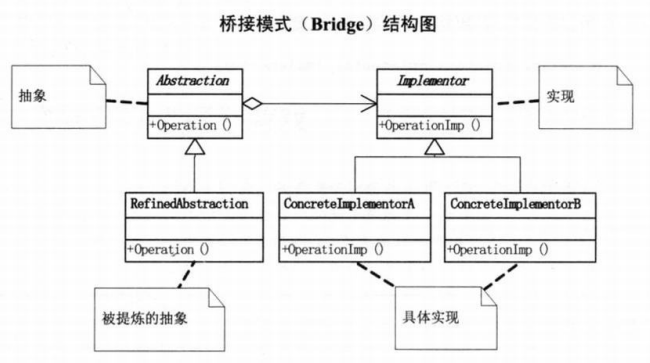 桥接模式（Bridge）结构图
抽象
Abstraction
+Operation ()
Implementor
+OperationImp ()
实现
RefinedAbstraction
+Operation ()
ConcreteImplementorA
+OperationImp ()
ConcreteImplementorB
+OperationImp ()
被提炼的抽象
具体实现